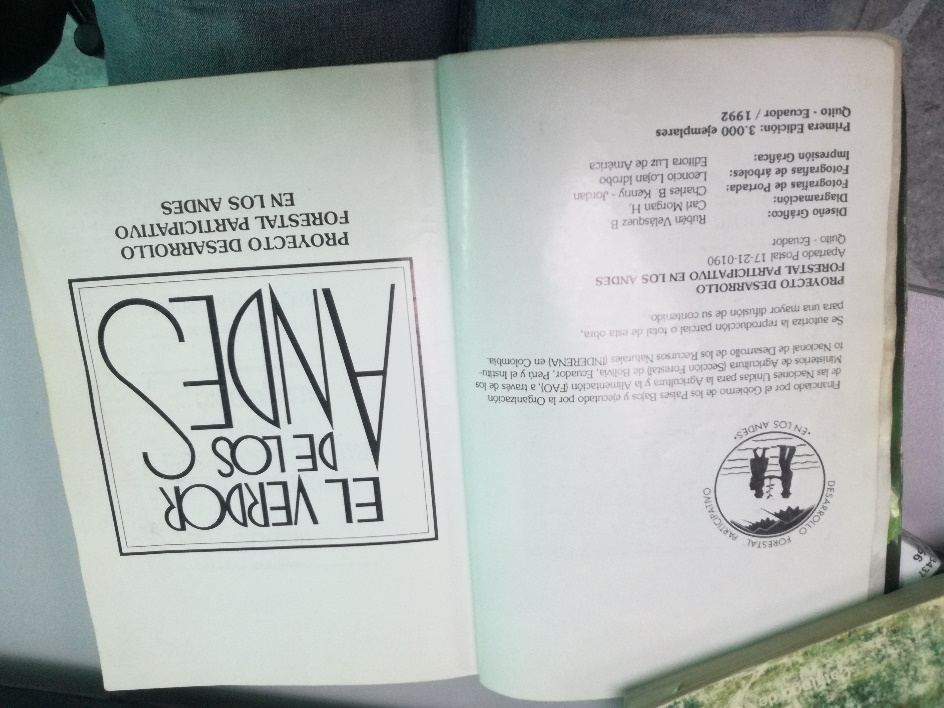 DESARROLLO FORESTAL PARTICIPATIVO
•EN LOS ANDES•
Financiado por el Gobierno de los Países Bajos y ejecutado por la Organización
de las Naciones Unidas para la Agricultura y la Alimentación (FAO), a través de los
Ministerios de Agricultura (Sección Forestal) de Bolivia, Ecuador, Perú y el Institu-
to Nacional de Desarrollo de los Recursos Naturales (INDERENA) en Colombia.
Se autoriza la reproducción parcial o total de esta obra,
para una mayor difusión de su contenido.
PROYECTO DESARROLLO
FORESTAL PARTICIPATIVO EN LOS ANDES
Apartado Postal 17-21-0190
Quito - Ecuador
Diseño Gráfico: Rubén Velásquez B.
Diagramación: Carl Morgan H.
Fotografías de Portada: Charles B. Kenny - Jordan
Fotografías de árboles: Leoncio Lojan Idrobo
Impresión Gráfica: Editora Luz de América
Primera Edición: 3.000 ejemplares
Quito - Ecuador / 1992
EL VERDOR
DE LOS
ANDES
PROYECTO DESARROLLO
FORESTAL PARTICIPATIVO
EN LOS ANDES